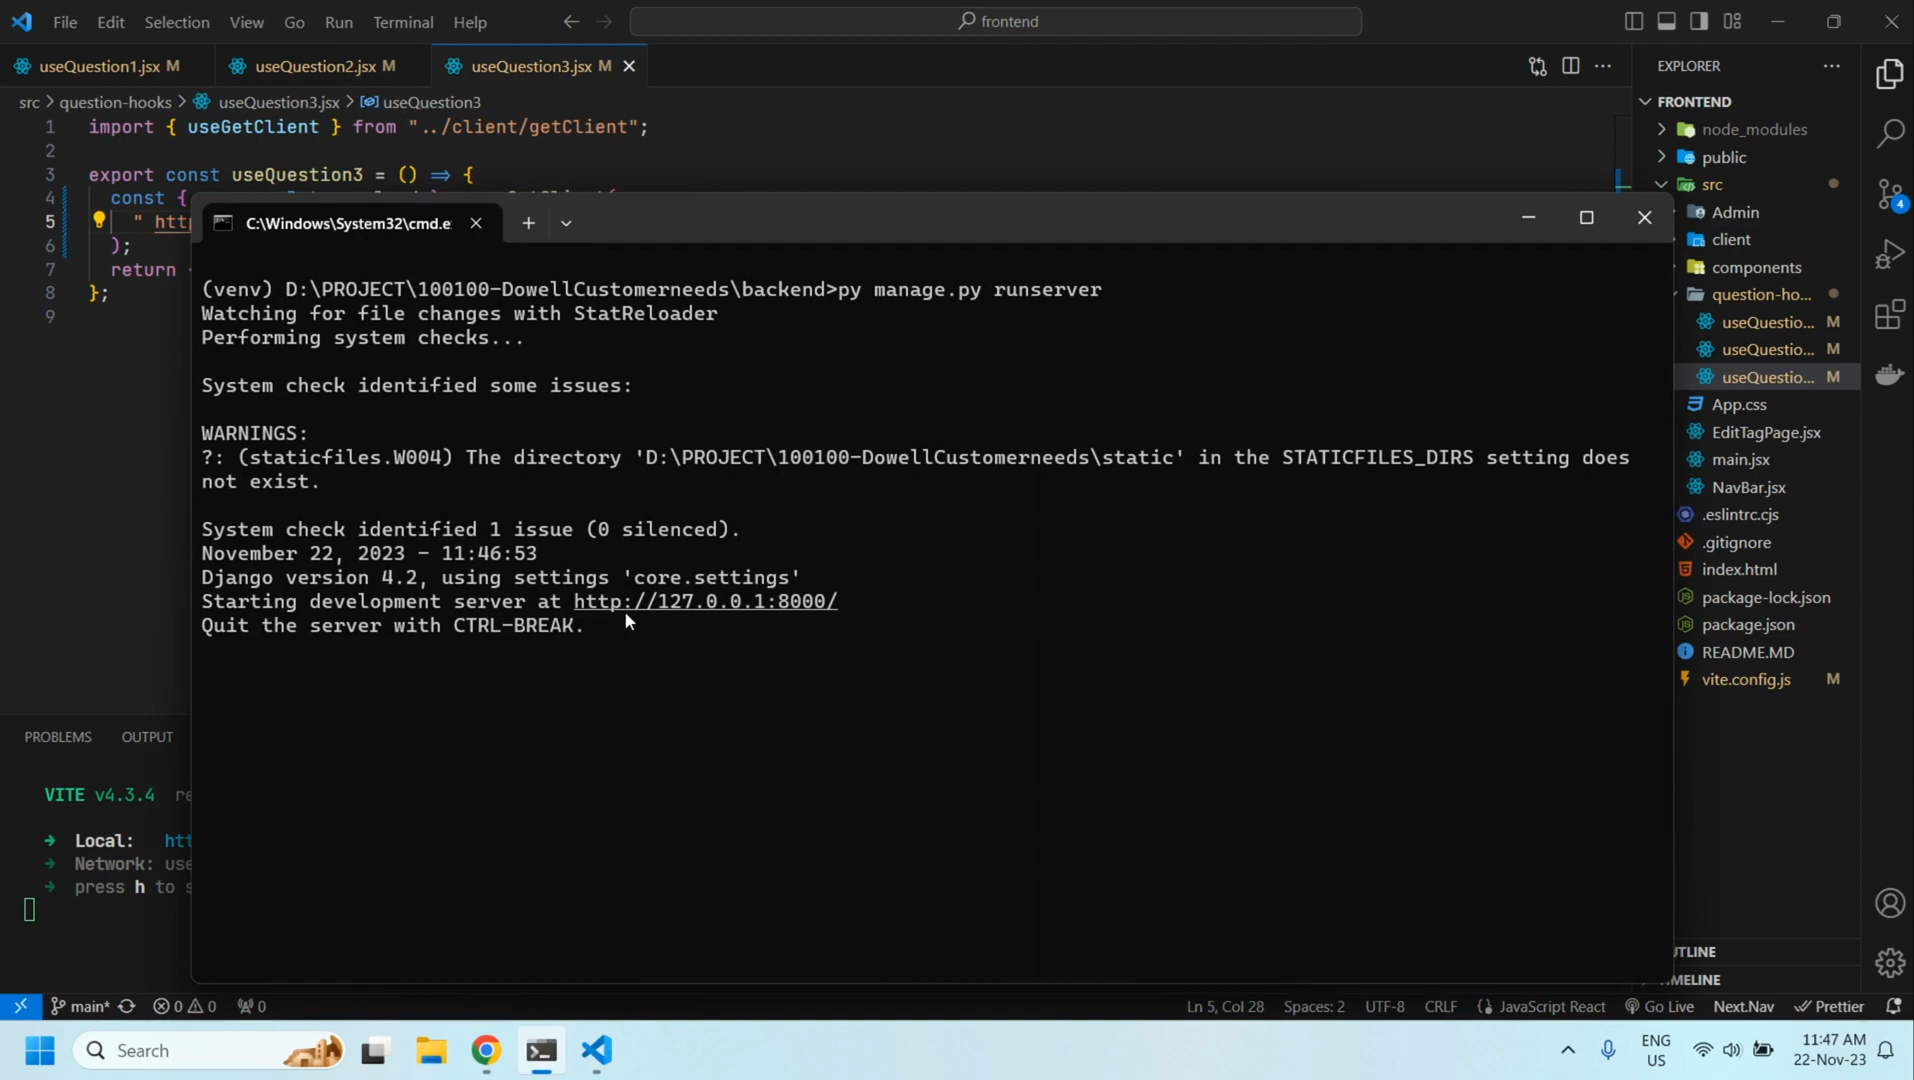 File Edit Selection View Go Run Terminal Help
frontend
useQuestion1.jsx M
useQuestion2.jsx M
useQuestion3.jsx M
src > question-hooks > useQuestion3.jsx > useQuestion3
1 import { useGetClient } from "../client/getClient";
2
3 export const useQuestion3 = () => {
4 const {
5 " http
6 );
7 return
8 };
9
C:\Windows\System32\cmd.e
(venv) D:\PROJECT\100100-DowellCustomerneeds\backend>py manage.py runserver
Watching for file changes with StatReloader
Performing system checks...
System check identified some issues:
WARNINGS:
?: (staticfiles.W004) The directory 'D:\PROJECT\100100-DowellCustomerneeds\static' in the STATICFILES_DIRS setting does
not exist.
System check identified 1 issue (0 silenced).
November 22, 2023 - 11:46:53
Django version 4.2, using settings 'core.settings'
Starting development server at http://127.0.0.1:8000/
Quit the server with CTRL-BREAK.
PROBLEMS OUTPUT
VITE v4.3.4 re
➜ Local: htt
➜ Network: use
➜ press h to s
EXPLORER
FRONTEND
node_modules
public
src
Admin
client
components
question-ho...
useQuestio... M
useQuestio... M
useQuestio... M
App.css
EditTagPage.jsx
main.jsx
NavBar.jsx
.eslintrc.cjs
.gitignore
index.html
package-lock.json
package.json
README.MD
vite.config.js M
UTLINE
IMELINE
4
main* 0 0 0
Ln 5, Col 28 Spaces: 2 UTF-8 CRLF JavaScript React Go Live Next.Nav Prettier
Search
ENG
US
11:47 AM
22-Nov-23